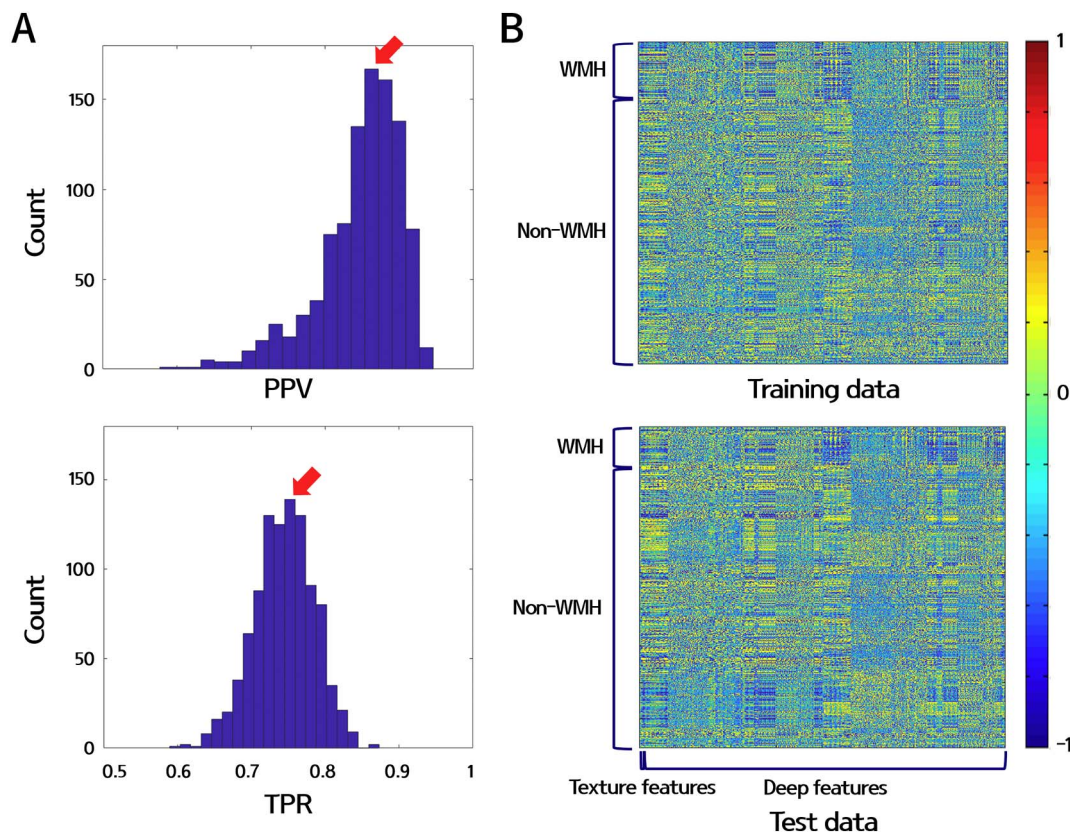 A
B
150
100
50
0
Count
PPV
WMH
Non-WMH
Training data
1
0
-1
150
100
50
0
Count
0.5 0.6 0.7 0.8 0.9 1
TPR
WMH
Non-WMH
Texture features Deep features
Test data